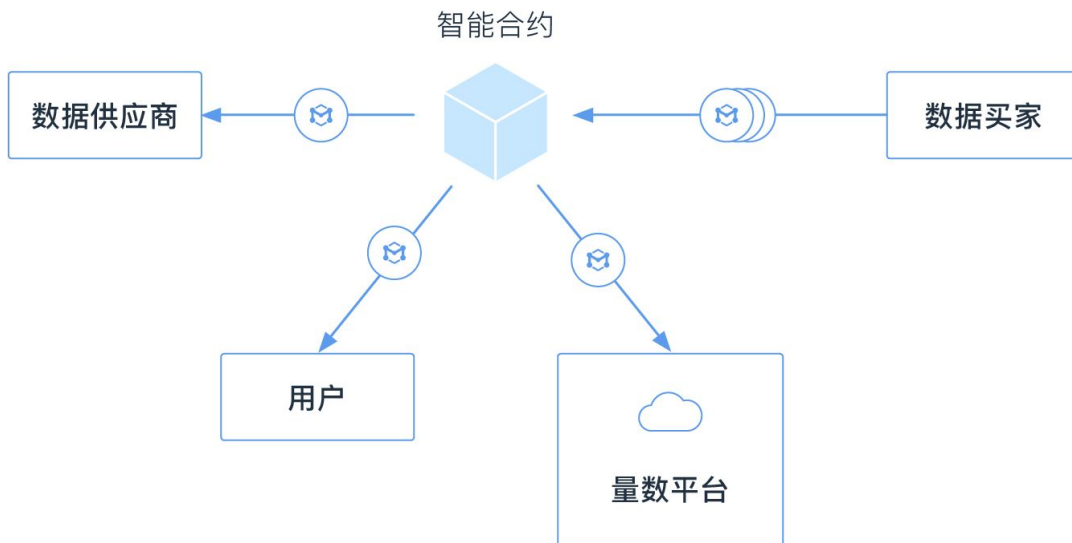 智能合约
数据供应商
数据买家
用户
量数平台